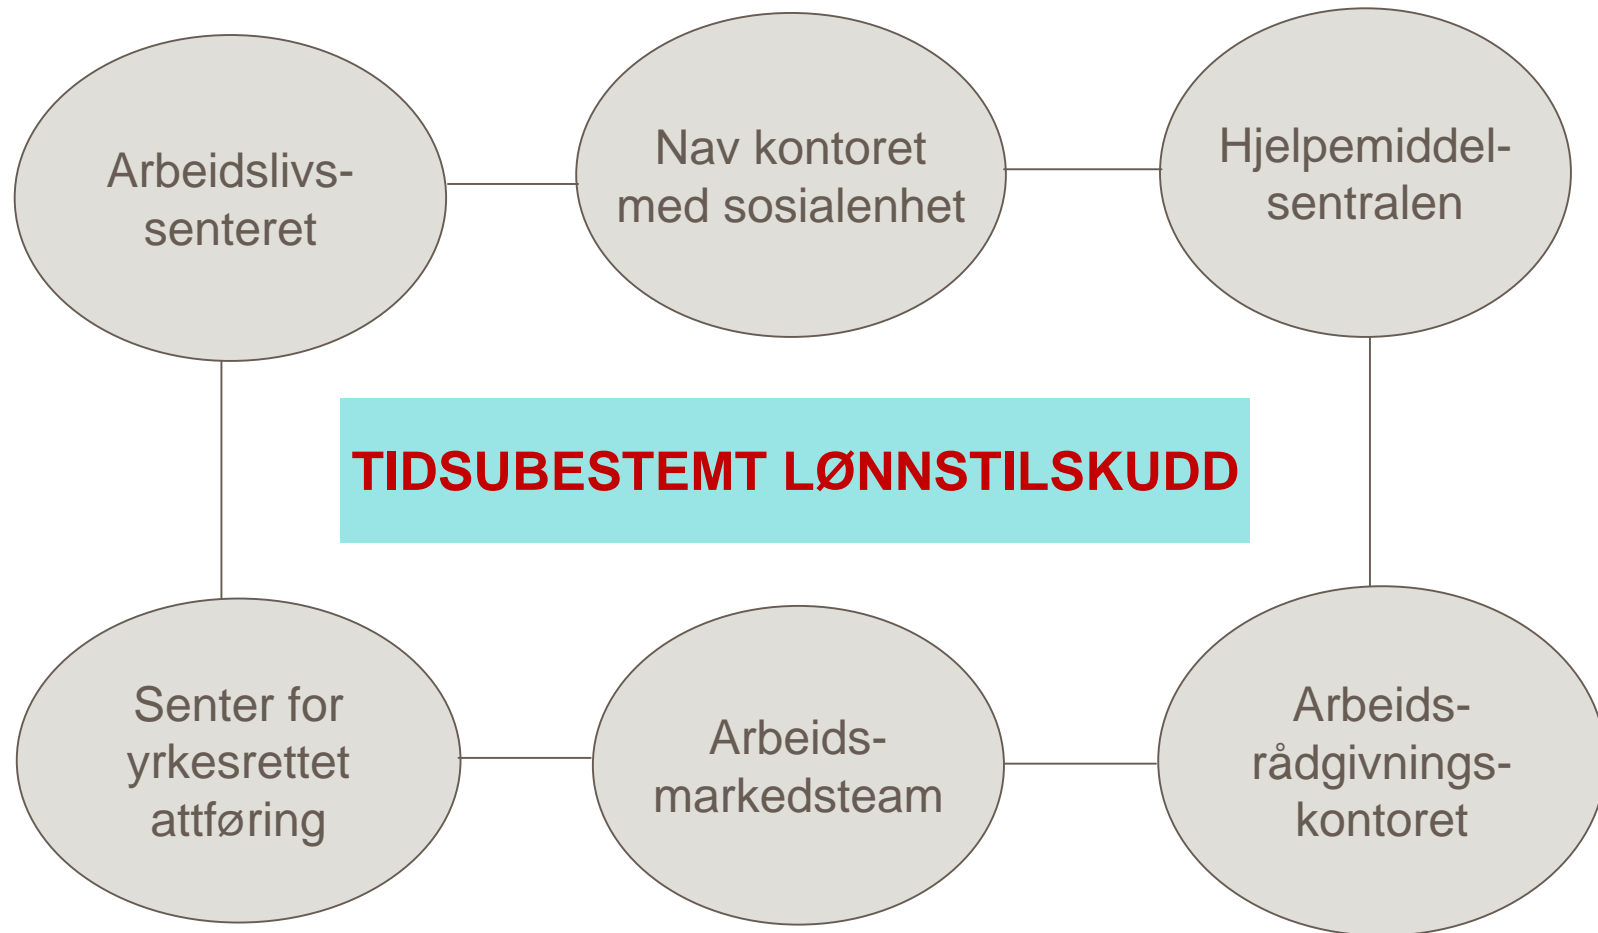 Arbeidslivs-
senteret
Nav kontoret
med sosialenhet
Hjelpemiddel-
sentralen
TIDSUBESTEMT LØNNSTILSKUDD
Senter for
yrkesrettet
attføring
Arbeids-
markedsteam
Arbeids-
rådgivnings-
kontoret